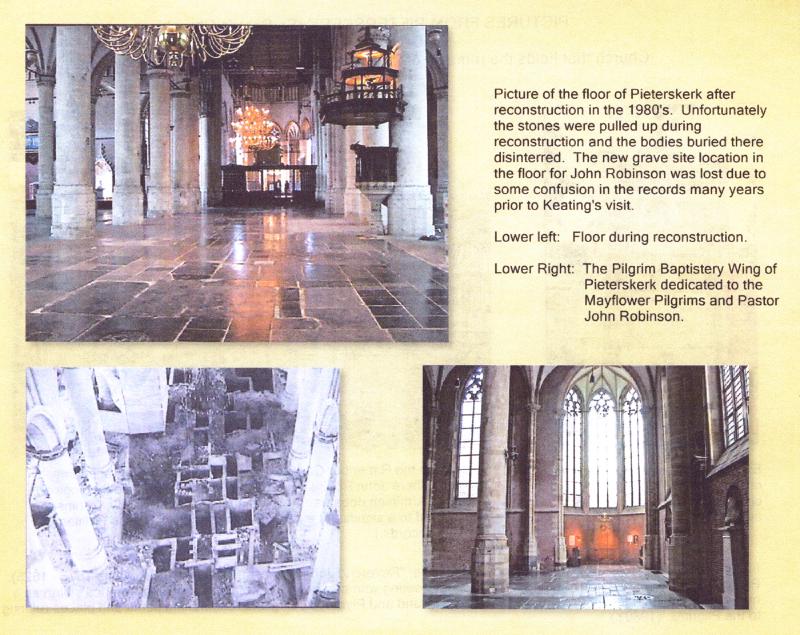 Picture of the floor of Pieterskerk after
reconstruction in the 1980's.  Unfortunately
the stones were pulled up during
reconstruction and the bodies buried there
disinterred.  The new grave site location in
the floor for John Robinson was lost due to
some confusion in the records many years
prior to Keating's visit.
Lower left:   Floor during reconstruction.
Lower Right:  The Pilgrim Baptistery Wing of
Pieterskerk dedicated to the
Mayflower Pilgrims and Pastor
John Robinson.